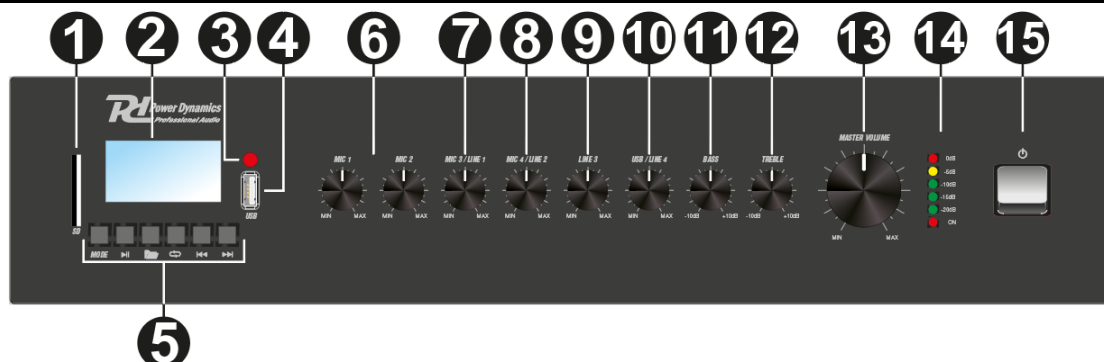 1 2 3 4 6 7 8 9 10 11 12 13 14 15
Pd Power Dynamics
Professional Audio
MASTER VOLUME
MIC 1 MIC 2 MIC 3 / LINE 1 MIC 4 / LINE 2 LINE 3 USB / LINE 4 BASS TREBLE
0dB
-5dB
-10dB
-15dB
-20dB
ON
USB
MIN MAX MIN MAX MIN MAX MIN MAX MIN MAX MIN MAX -10dB +10dB -10dB +10dB
MIN MAX
SD
MODE
5